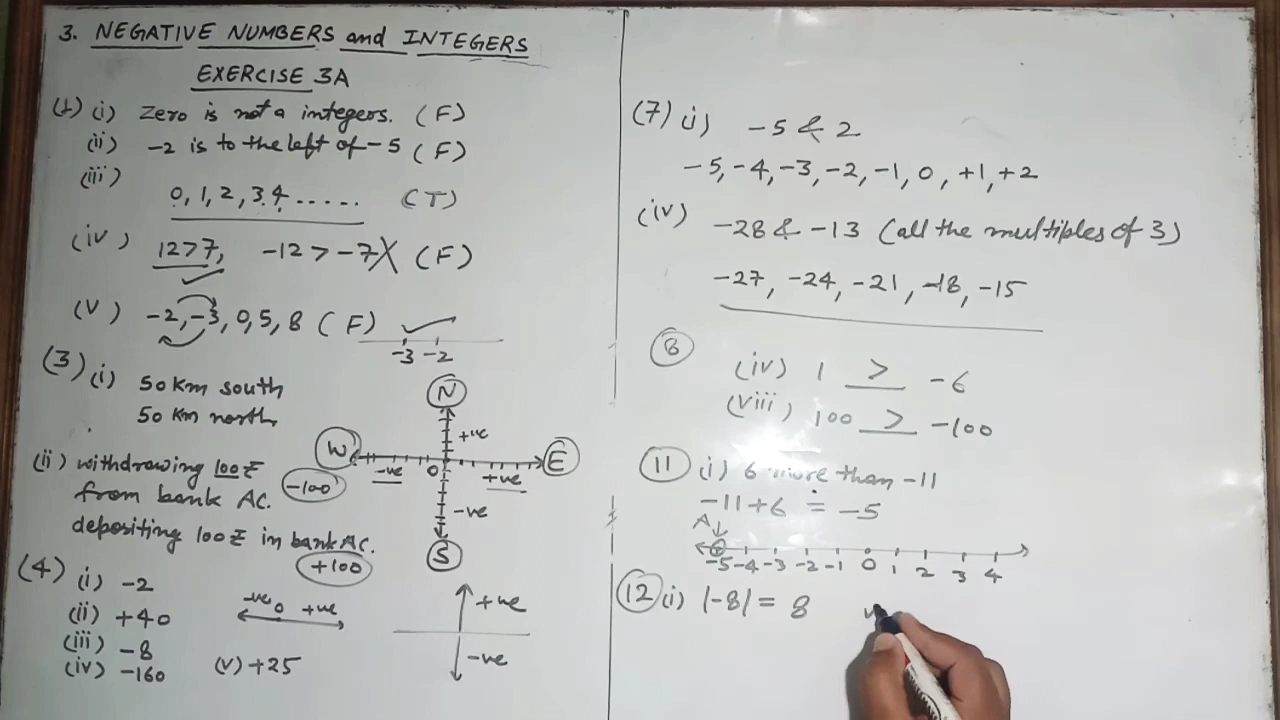 3. NEGATIVE NUMBERS and INTEGERS
EXERCISE 3A
(1) (i) Zero is not a integers. (F)
(ii) -2 is to the left of -5 (F)
(iii)
0, 1, 2, 3, 4 ..... (T)
(iv) 12>7, -12 > -7 X (F)
(v) -2, -3, 0, 5, 8 (F)
-3 -2
(3) (i) 50 Km south
50 Km north
N
+ve
W -ve 0 +ve E
-ve
S
(ii) withdrawing 100₹
from bank AC. -100
depositing 100₹ in bank AC.
+100
(4) (i) -2
(ii) +40
(iii) -8
(iv) -160 (v) +25
-ve 0 +ve
+ve
-ve
(7) (i) -5 & 2
-5, -4, -3, -2, -1, 0, +1, +2
(iv) -28 & -13 (all the multiples of 3)
-27, -24, -21, -18, -15
8
(iv) 1 > -6
(viii) 100 > -100
11 (i) 6 more than -11
-11+6 = -5
A
-5 -4 -3 -2 -1 0 1 2 3 4
12 (i) |-8| = 8